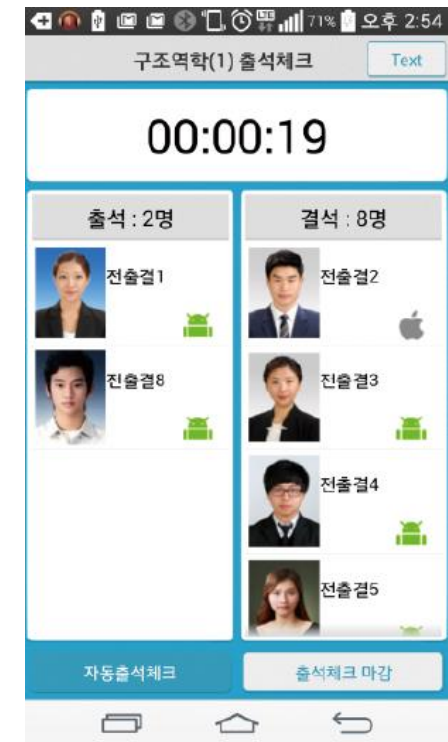 71% 오후 2:54
구조역학(1) 출석체크 Text
00:00:19
출석 : 2명
전출결1
진출결8
결석 : 8명
전출결2
전출결3
전출결4
전출결5
자동출석체크
출석체크 마감